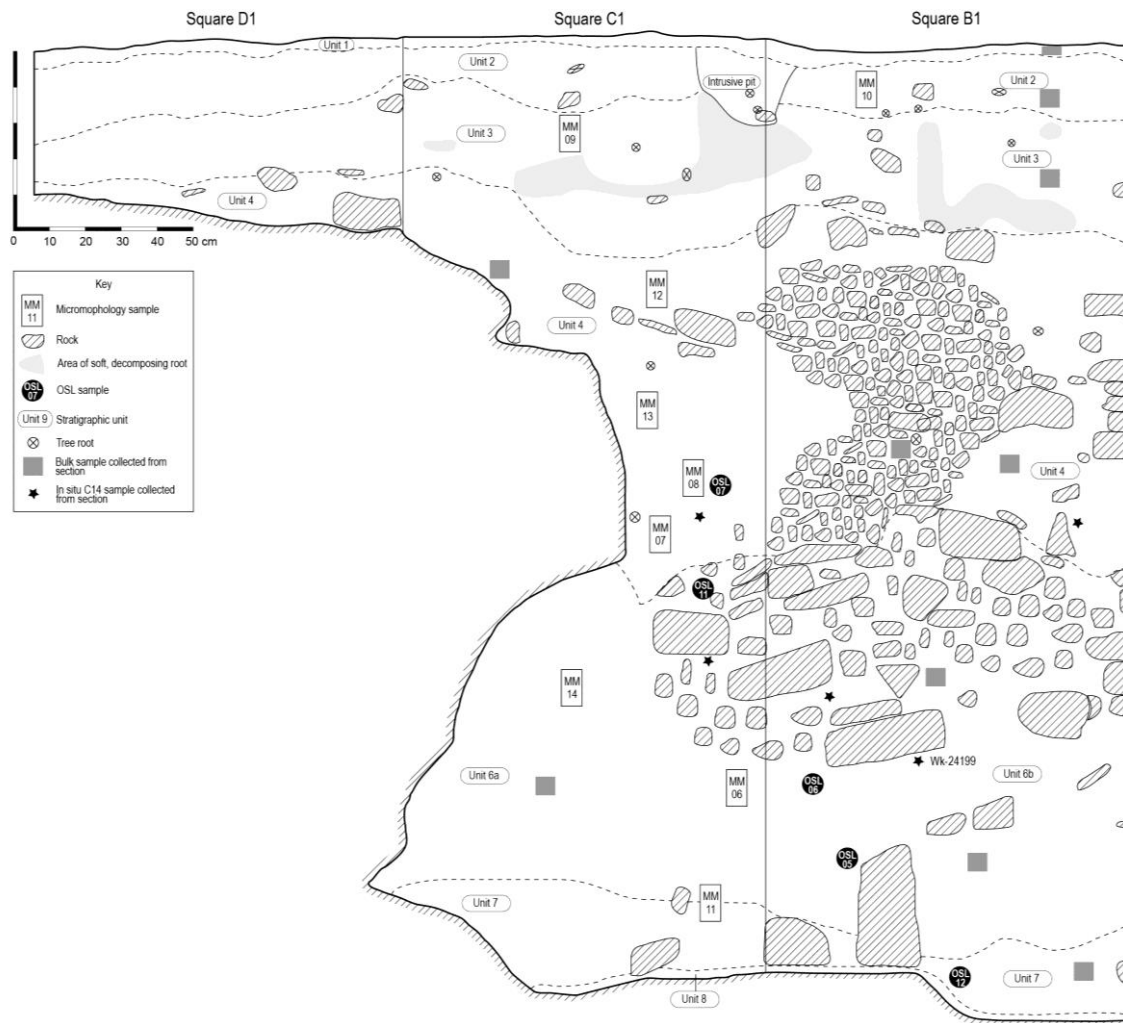 Square D1
Square C1
Square B1
Unit 1
Unit 2
Intrusive pit
MM
10
Unit 2
MM
09
Unit 3
Unit 3
Unit 4
0 10 20 30 40 50 cm
Key
MM
11
Micromophology sample
Rock
Area of soft, decomposing root
OSL
07
OSL sample
Unit 9
Stratigraphic unit
Tree root
Bulk sample collected from
section
In situ C14 sample collected
from section
MM
12
Unit 4
MM
13
MM
08
OSL
07
MM
07
Unit 4
OSL
11
MM
14
Wk-24199
Unit 6a
MM
06
OSL
06
Unit 6b
OSL
05
Unit 7
MM
11
OSL
12
Unit 7
Unit 8